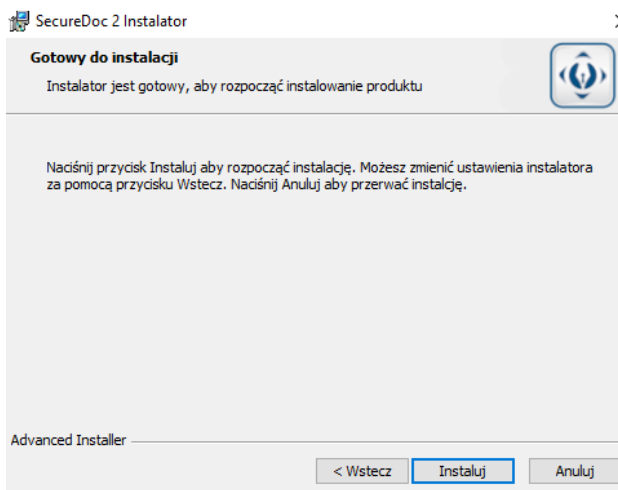 SecureDoc 2 Instalator
Gotowy do instalacji
Instalator jest gotowy, aby rozpocząć instalowanie produktu
Naciśnij przycisk Instaluj aby rozpocząć instalację. Możesz zmienić ustawienia instalatora
za pomocą przycisku Wstecz. Naciśnij Anuluj aby przerwać instalcję.
Advanced Installer
< Wstecz
Instaluj
Anuluj